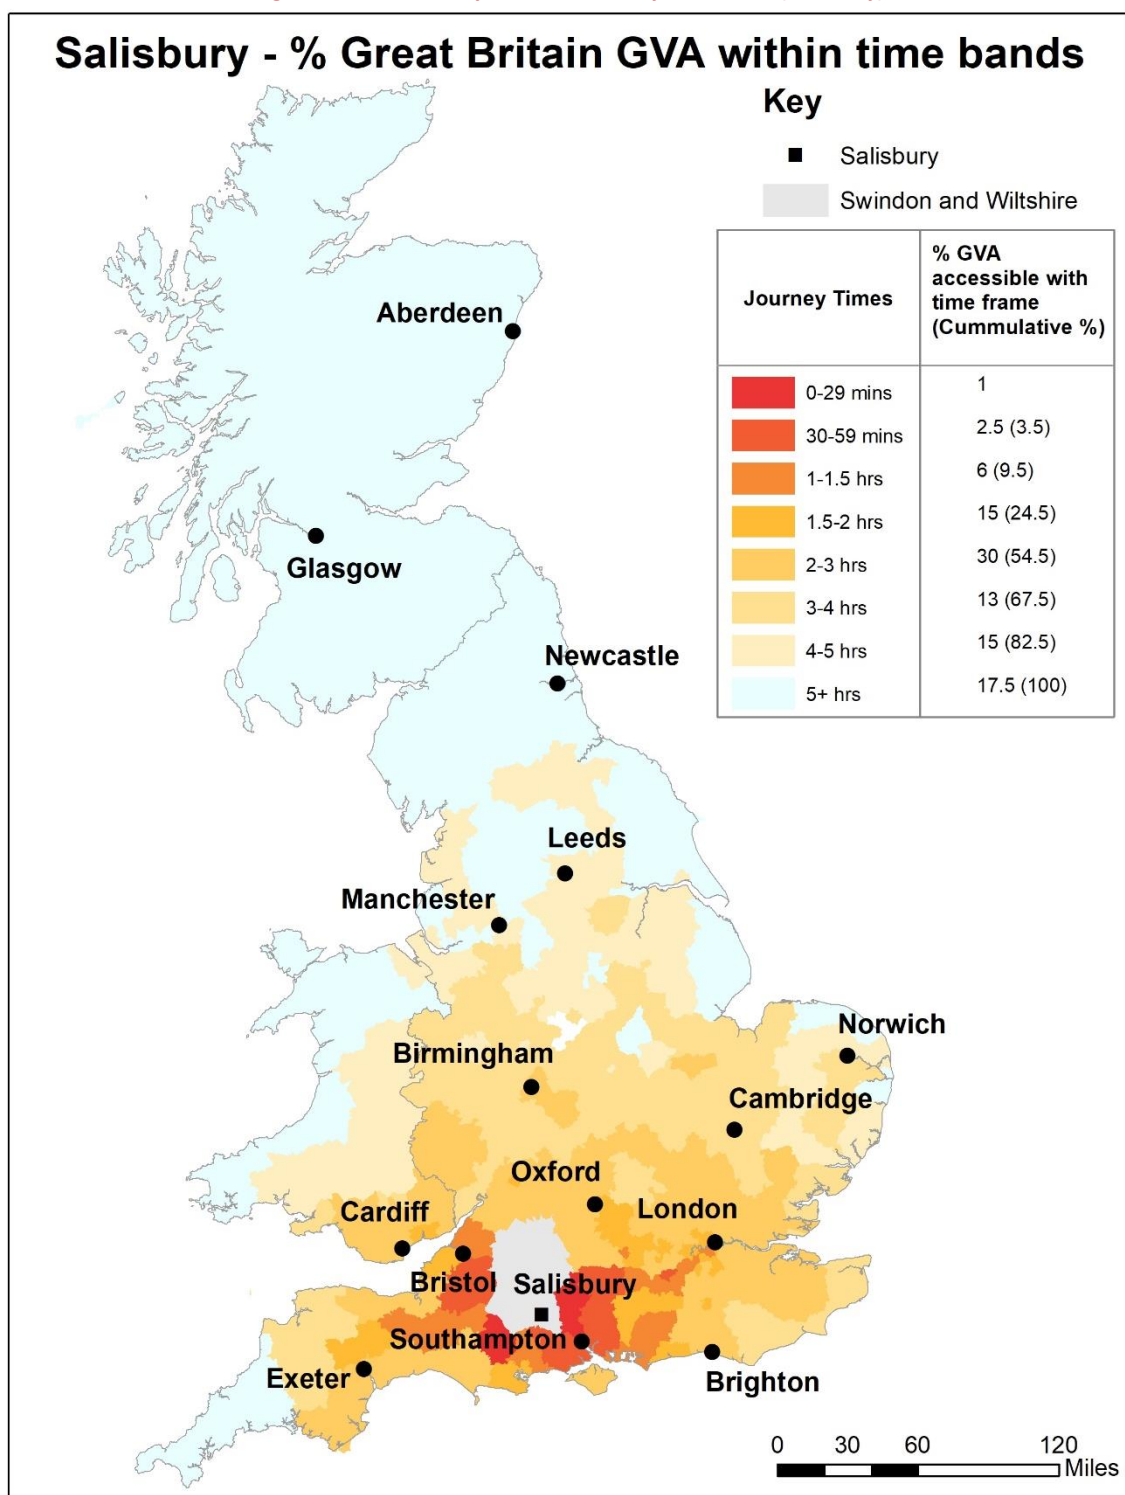 Salisbury - % Great Britain GVA within time bands
Key
Salisbury
Swindon and Wiltshire
Journey Times
% GVA
accessible with
time frame
(Cummulative %)
0-29 mins 1
30-59 mins 2.5 (3.5)
1-1.5 hrs 6 (9.5)
1.5-2 hrs 15 (24.5)
2-3 hrs 30 (54.5)
3-4 hrs 13 (67.5)
4-5 hrs 15 (82.5)
5+ hrs 17.5 (100)
Aberdeen
Glasgow
Newcastle
Leeds
Manchester
Norwich
Birmingham
Cambridge
Oxford
London
Cardiff
Bristol
Salisbury
Southampton
Exeter
Brighton
0 30 60 120
Miles